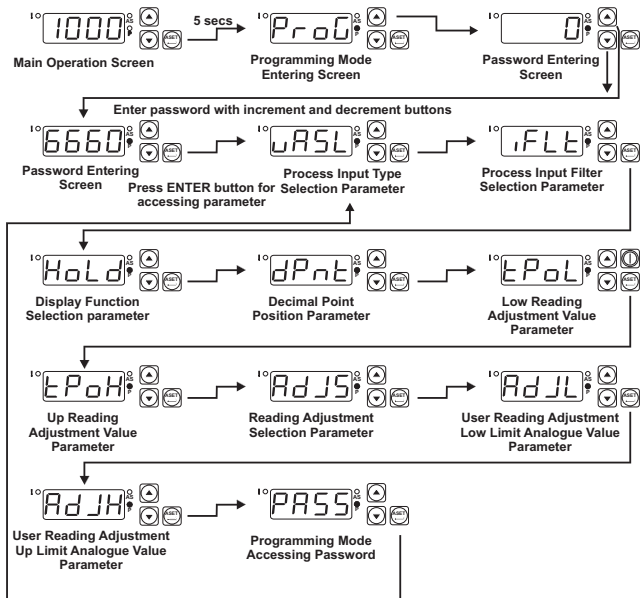 1000
5 secs
ProG
0
Main Operation Screen
Programming Mode
Entering Screen
Password Entering
Screen
Enter password with increment and decrement buttons
6660
uASL
iFLt
Password Entering
Screen
Press ENTER button for
accessing parameter
Process Input Type
Selection Parameter
Process Input Filter
Selection Parameter
HoLd
dPnt
tPoL
Display Function
Selection parameter
Decimal Point
Position Parameter
Low Reading
Adjustment Value
Parameter
tPoH
AdJS
AdJL
Up Reading
Adjustment Value
Parameter
Reading Adjustment
Selection Parameter
User Reading Adjustment
Low Limit Analogue Value
Parameter
AdJH
PASS
User Reading Adjustment
Up Limit Analogue Value
Parameter
Programming Mode
Accessing Password